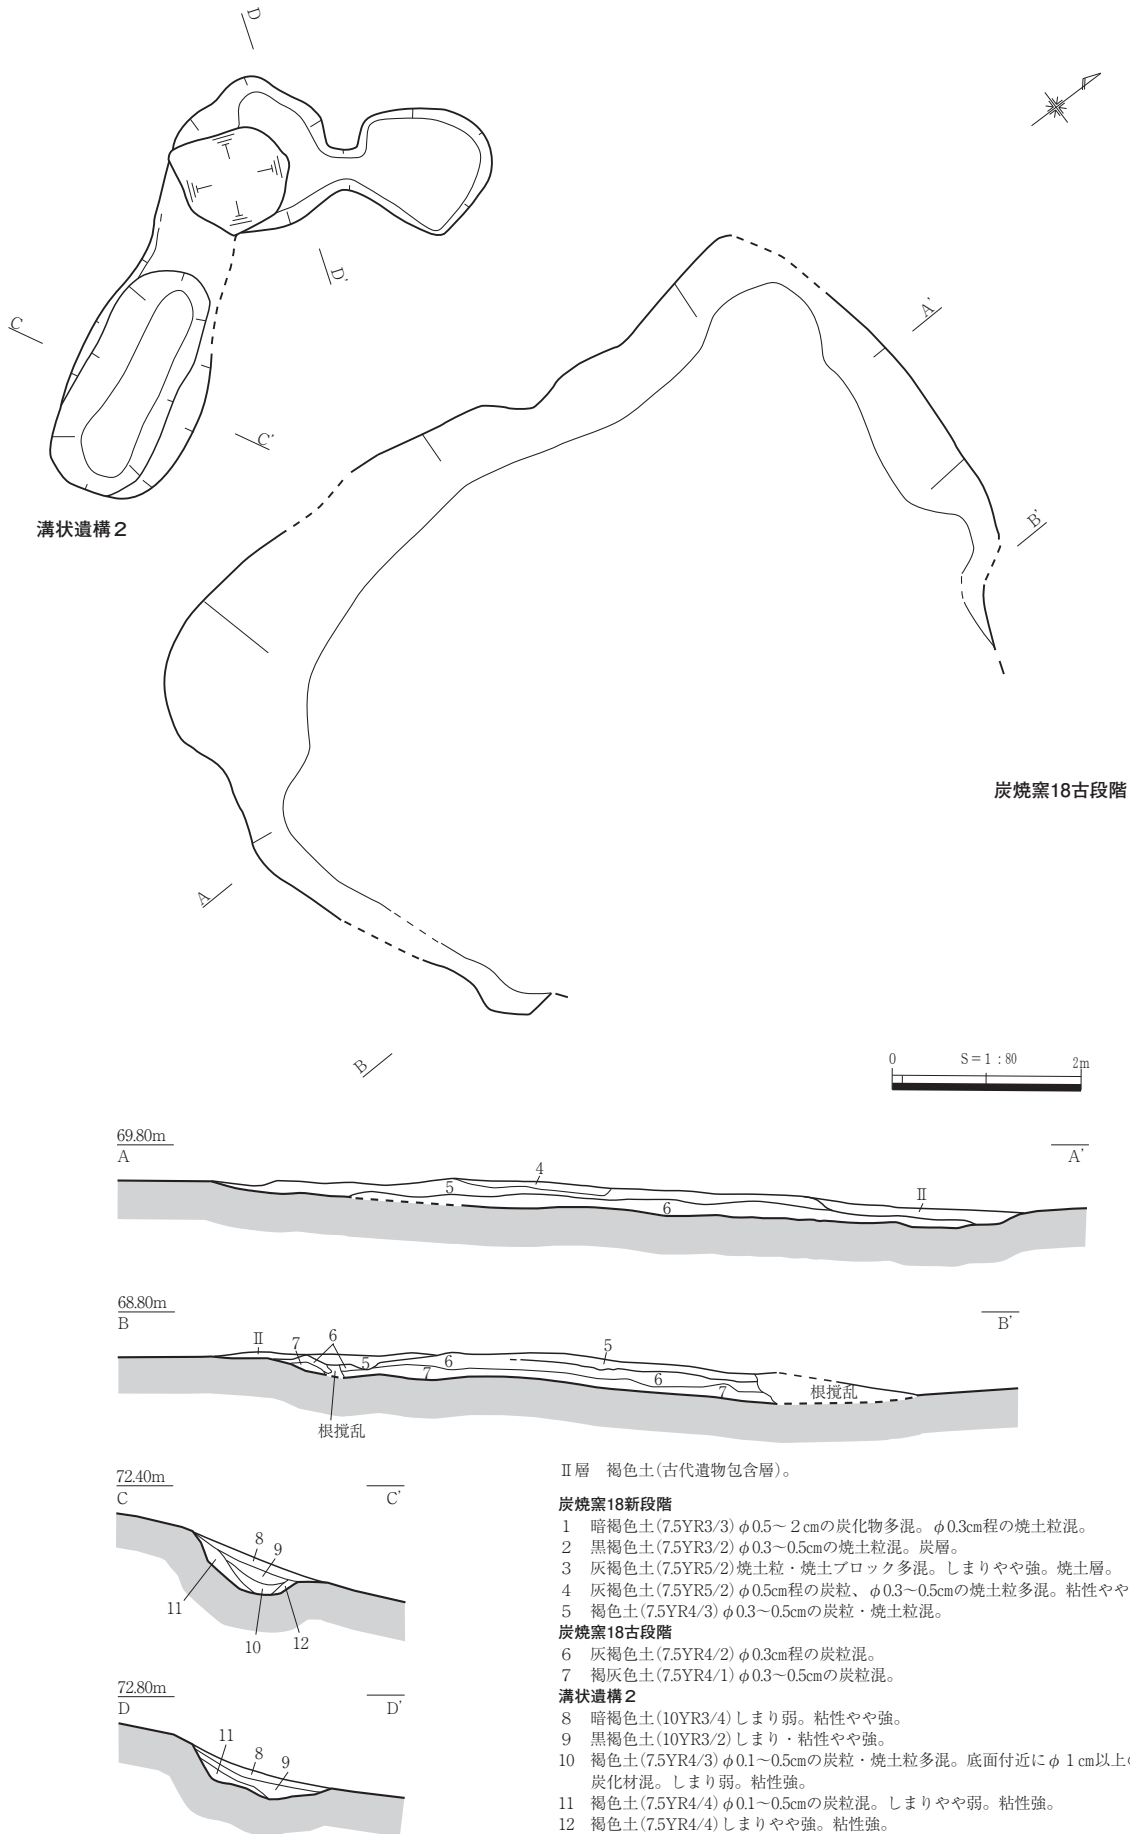 D
D'
C
C'
溝状遺構２
A'
B'
炭焼窯18古段階
A
B
0 S＝1：80 2m
69.80m
A A'
4
5
Ⅱ
6
68.80m
B B'
Ⅱ 7 6 5
5 6
7 6
7
根撹乱
根撹乱
72.40m
C C'
8
9
11
10 12
72.80m
D D'
11
8
9
Ⅱ層　褐色土(古代遺物包含層)。
炭焼窯18新段階
1　暗褐色土(7.5YR3/3)φ0.5～２cmの炭化物多混。φ0.3cm程の焼土粒混。
2　黒褐色土(7.5YR3/2)φ0.3～0.5cmの焼土粒混。炭層。
3　灰褐色土(7.5YR5/2)焼土粒・焼土ブロック多混。しまりやや強。焼土層。
4　灰褐色土(7.5YR5/2)φ0.5cm程の炭粒、φ0.3～0.5cmの焼土粒多混。粘性やや
5　褐色土(7.5YR4/3)φ0.3～0.5cmの炭粒・焼土粒混。
炭焼窯18古段階
6　灰褐色土(7.5YR4/2)φ0.3cm程の炭粒混。
7　褐灰色土(7.5YR4/1)φ0.3～0.5cmの炭粒混。
溝状遺構２
8　暗褐色土(10YR3/4)しまり弱。粘性やや強。
9　黒褐色土(10YR3/2)しまり・粘性やや強。
10　褐色土(7.5YR4/3)φ0.1～0.5cmの炭粒・焼土粒多混。底面付近にφ１cm以上の
炭化材混。しまり弱。粘性強。
11　褐色土(7.5YR4/4)φ0.1～0.5cmの炭粒混。しまりやや弱。粘性強。
12　褐色土(7.5YR4/4)しまりやや強。粘性強。